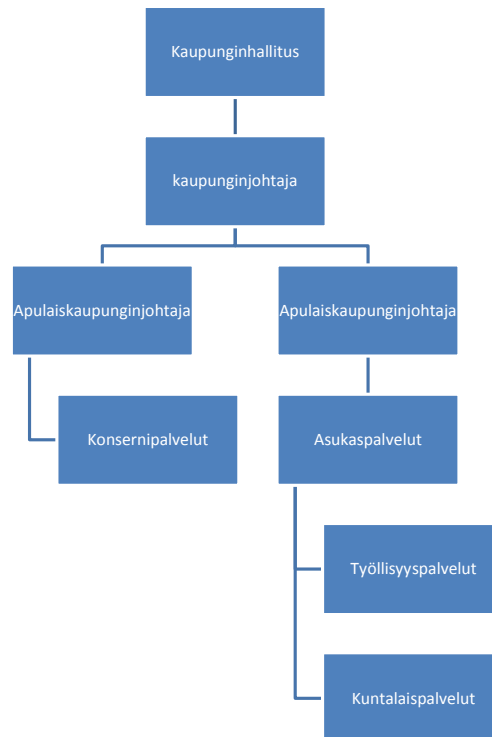 Kaupunginhallitus
kaupunginjohtaja
Apulaiskaupunginjohtaja
Apulaiskaupunginjohtaja
Konsernipalvelut
Asukaspalvelut
Työllisyyspalvelut
Kuntalaispalvelut